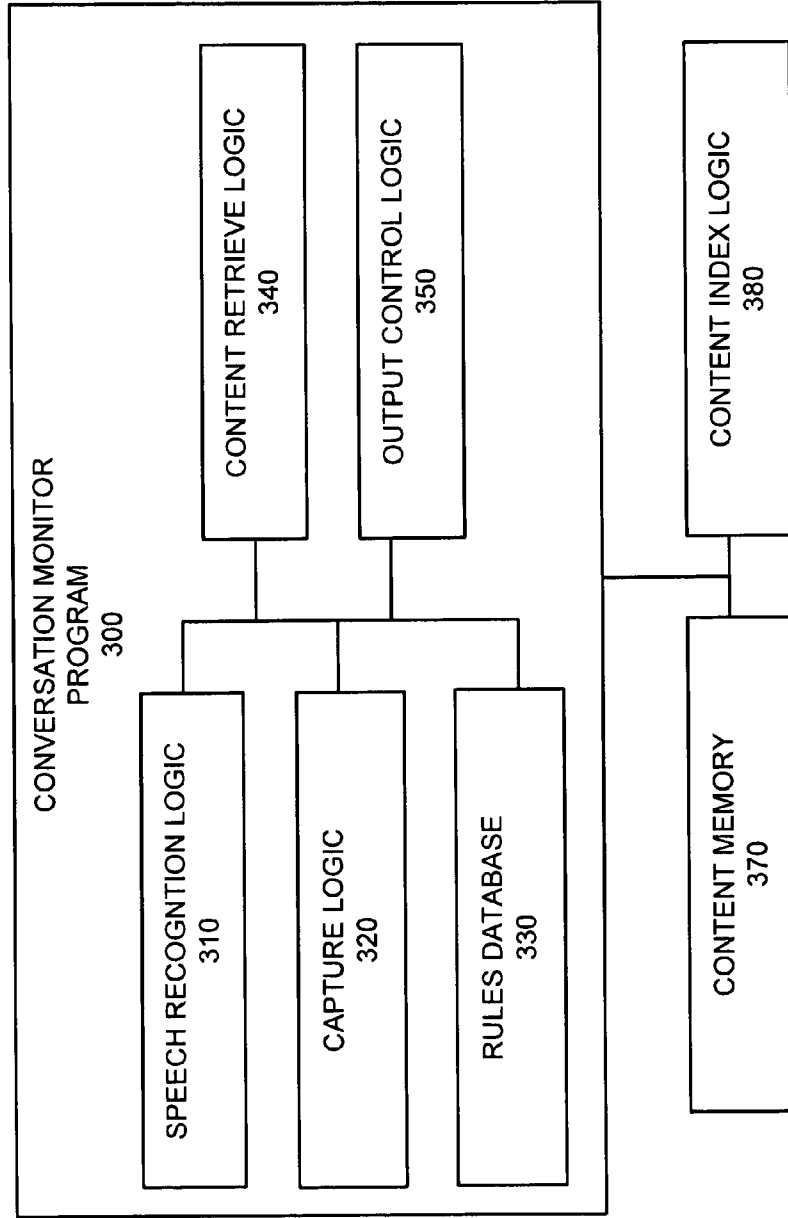 CONVERSATION MONITOR
PROGRAM
300
SPEECH RECOGNTION LOGIC
310
CAPTURE LOGIC
320
RULES DATABASE
330
CONTENT RETRIEVE LOGIC
340
OUTPUT CONTROL LOGIC
350
CONTENT MEMORY
370
CONTENT INDEX LOGIC
380